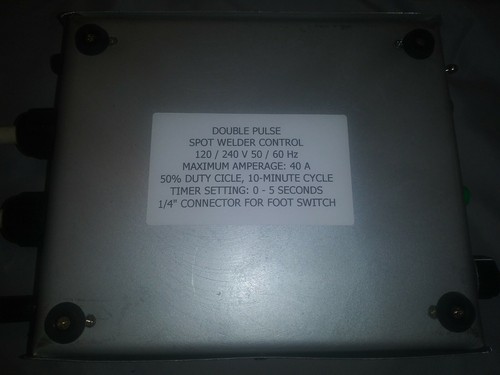 DOUBLE PULSE
SPOT WELDER CONTROL
120 / 240 V 50 / 60 Hz
MAXIMUM AMPERAGE: 40 A
50% DUTY CICLE, 10-MINUTE CYCLE
TIMER SETTING: 0 - 5 SECONDS
1/4" CONNECTOR FOR FOOT SWITCH